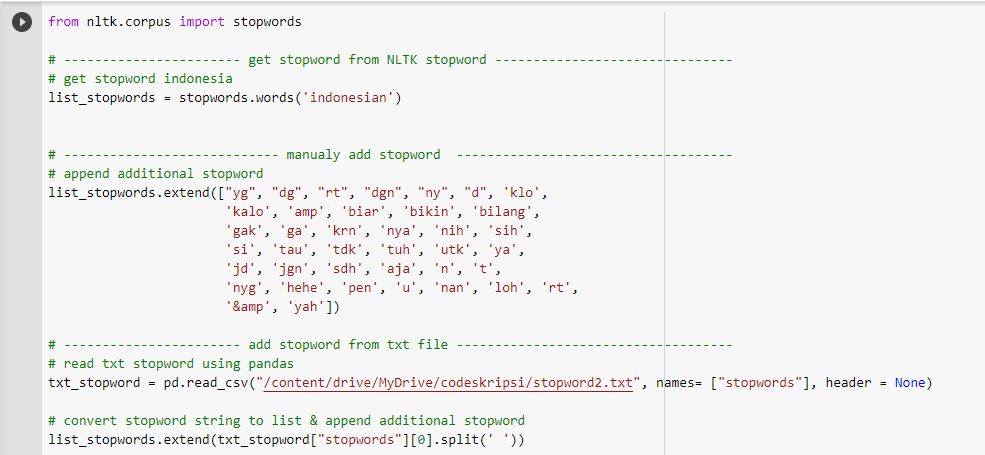 from nltk.corpus import stopwords
# ----------------------- get stopword from NLTK stopword -------------------------------
# get stopword indonesia
list_stopwords = stopwords.words('indonesian')
# ---------------------------- manualy add stopword  ------------------------------------
# append additional stopword
list_stopwords.extend(["yg", "dg", "rt", "dgn", "ny", "d", 'klo',
'kalo', 'amp', 'biar', 'bikin', 'bilang',
'gak', 'ga', 'krn', 'nya', 'nih', 'sih',
'si', 'tau', 'tdk', 'tuh', 'utk', 'ya',
'jd', 'jgn', 'sdh', 'aja', 'n', 't',
'nyg', 'hehe', 'pen', 'u', 'nan', 'loh', 'rt',
'&amp', 'yah'])
# ----------------------- add stopword from txt file ------------------------------------
# read txt stopword using pandas
txt_stopword = pd.read_csv("/content/drive/MyDrive/codeskripsi/stopword2.txt", names= ["stopwords"], header = None)
# convert stopword string to list & append additional stopword
list_stopwords.extend(txt_stopword["stopwords"][0].split(' '))